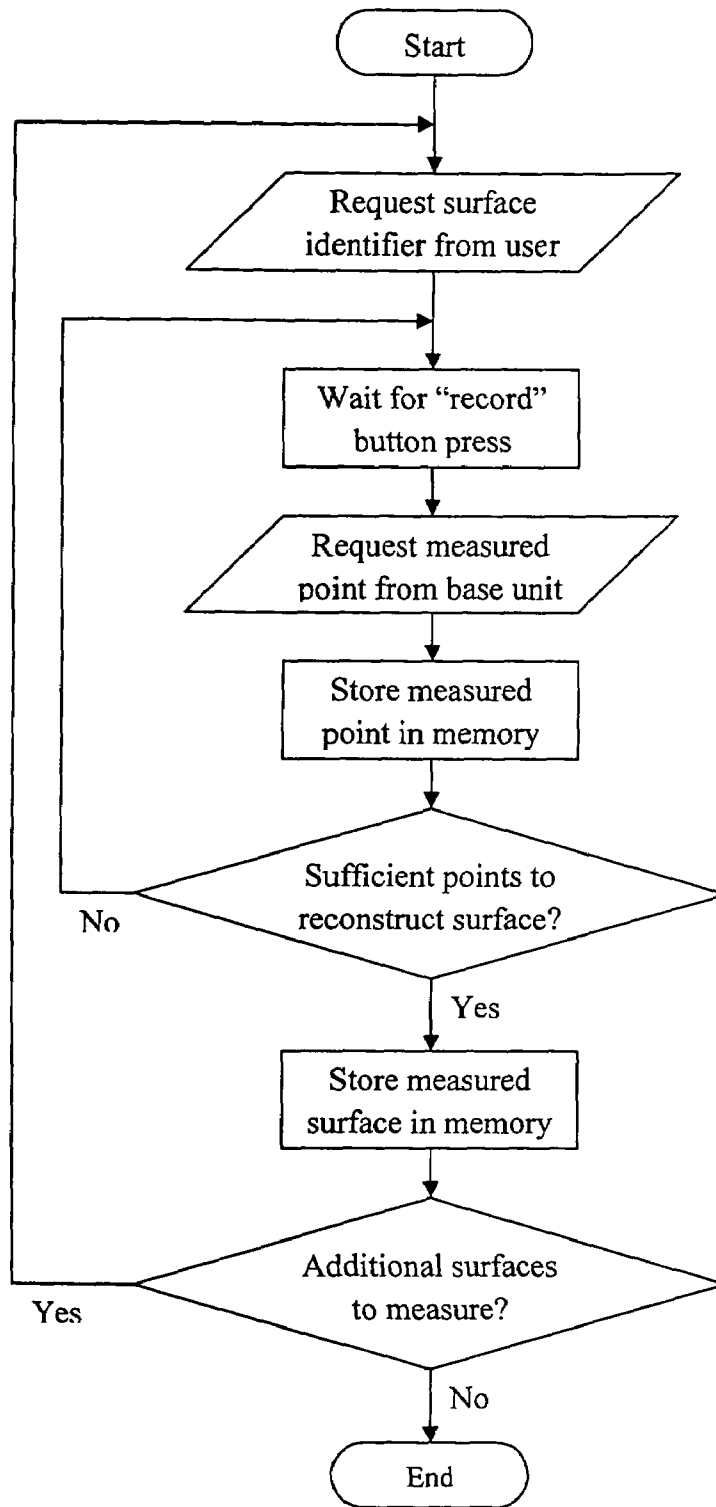 Start
Request surface
identifier from user
Wait for “record”
button press
Request measured
point from base unit
Store measured
point in memory
Sufficient points to
reconstruct surface?
No
Yes
Store measured
surface in memory
Additional surfaces
to measure?
Yes
No
End